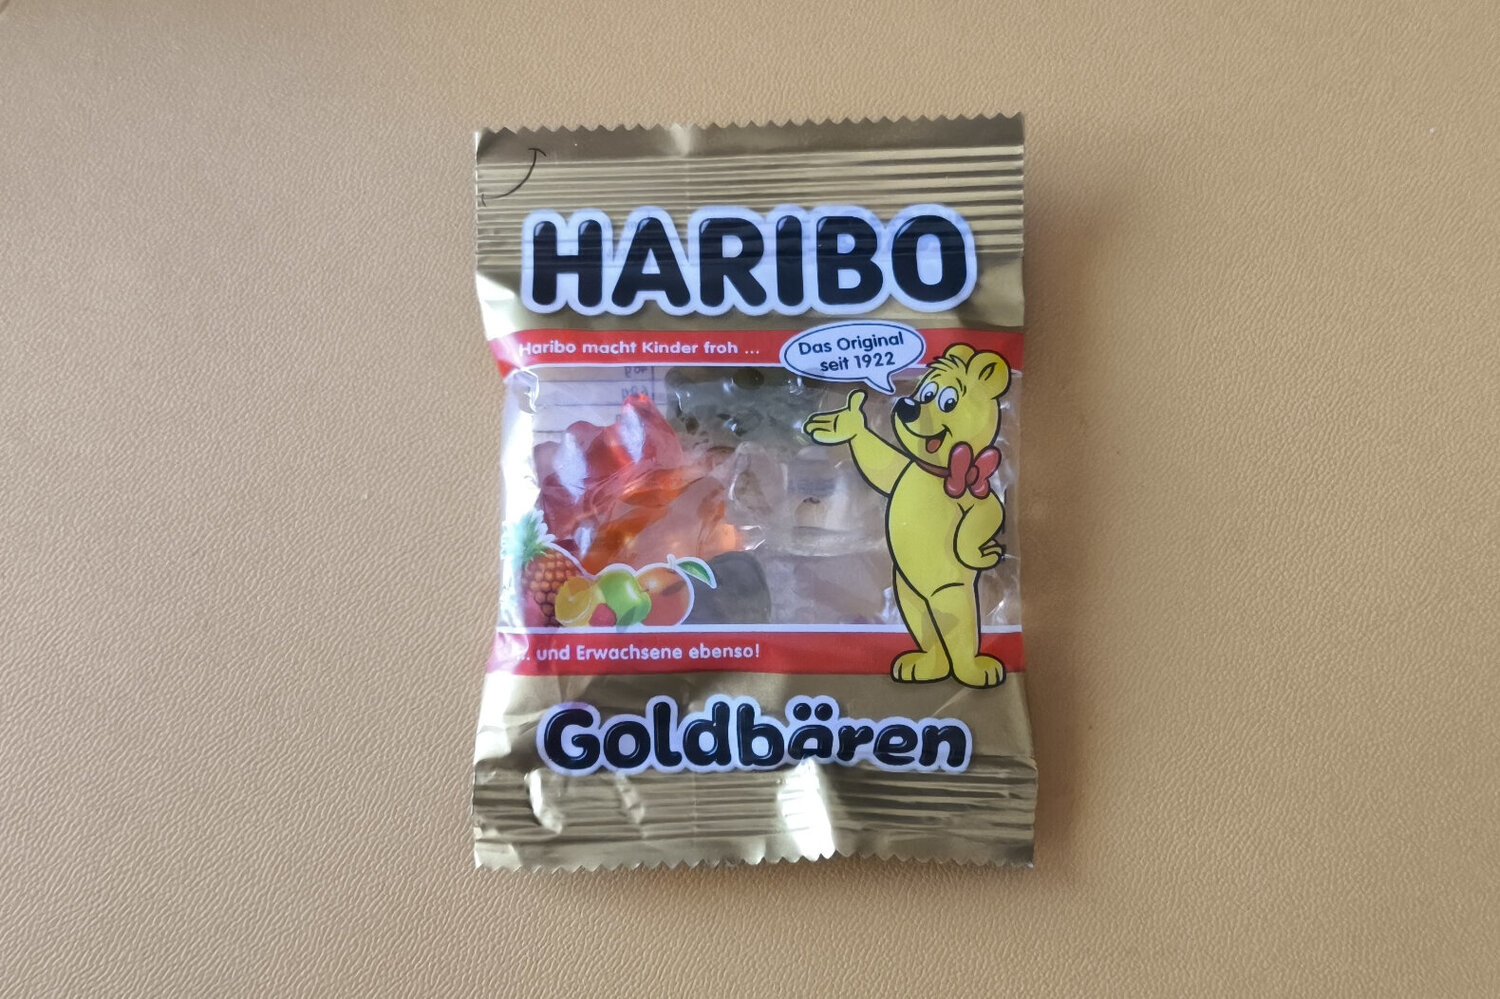 HARIBO
Haribo macht Kinder froh ...
Das Original
seit 1922
... und Erwachsene ebenso!
Goldbären